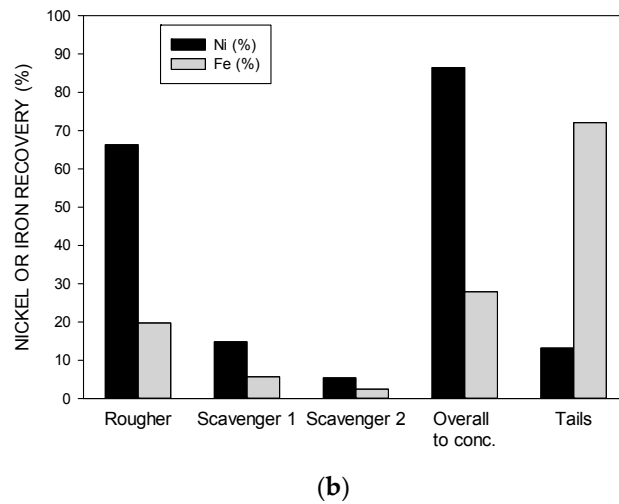 NICKEL OR IRON RECOVERY (%)
100
90
80
70
60
50
40
30
20
10
0
Ni (%)
Fe (%)
Rougher
Scavenger 1
Scavenger 2
Overall
to conc.
Tails
(b)